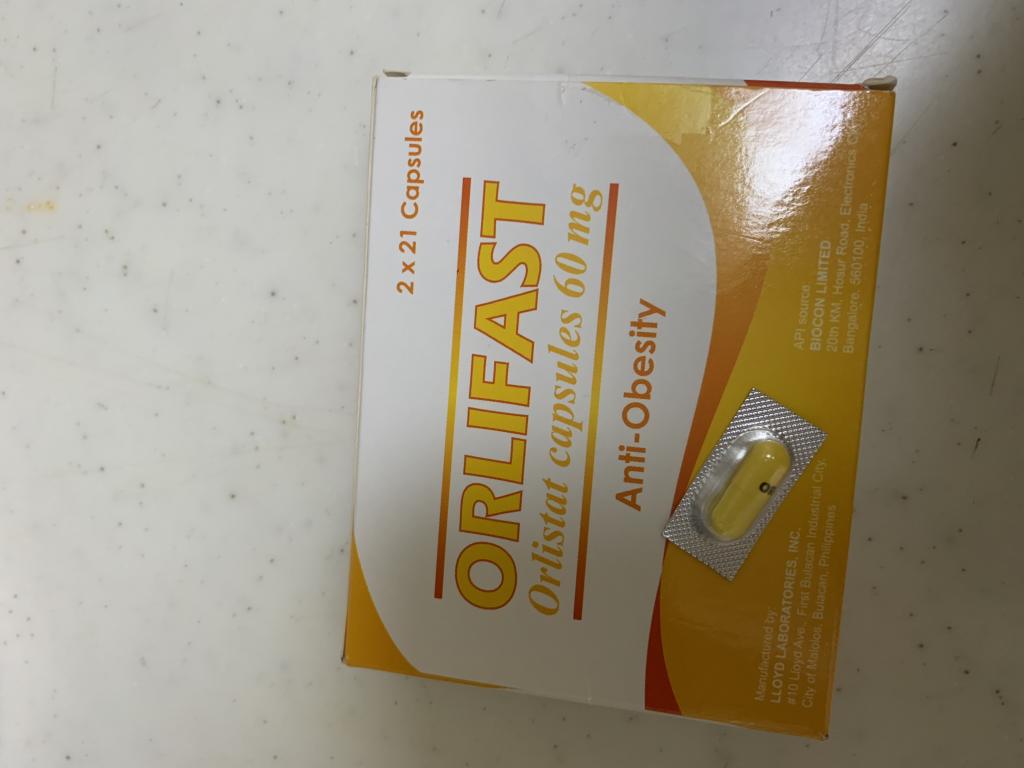 2 x 21 Capsules
ORLIFAST
Orlistat capsules 60 mg
Anti-Obesity
Manufactured by:
LLOYD LABORATORIES, INC.
#10 Lloyd Ave., First Bulacan Industrial City,
City of Malolos, Bulacan, Philippines
API source
BIOCON LIMITED
20th KM, Hosur Road, Electronics
Bangalore, 560100, India